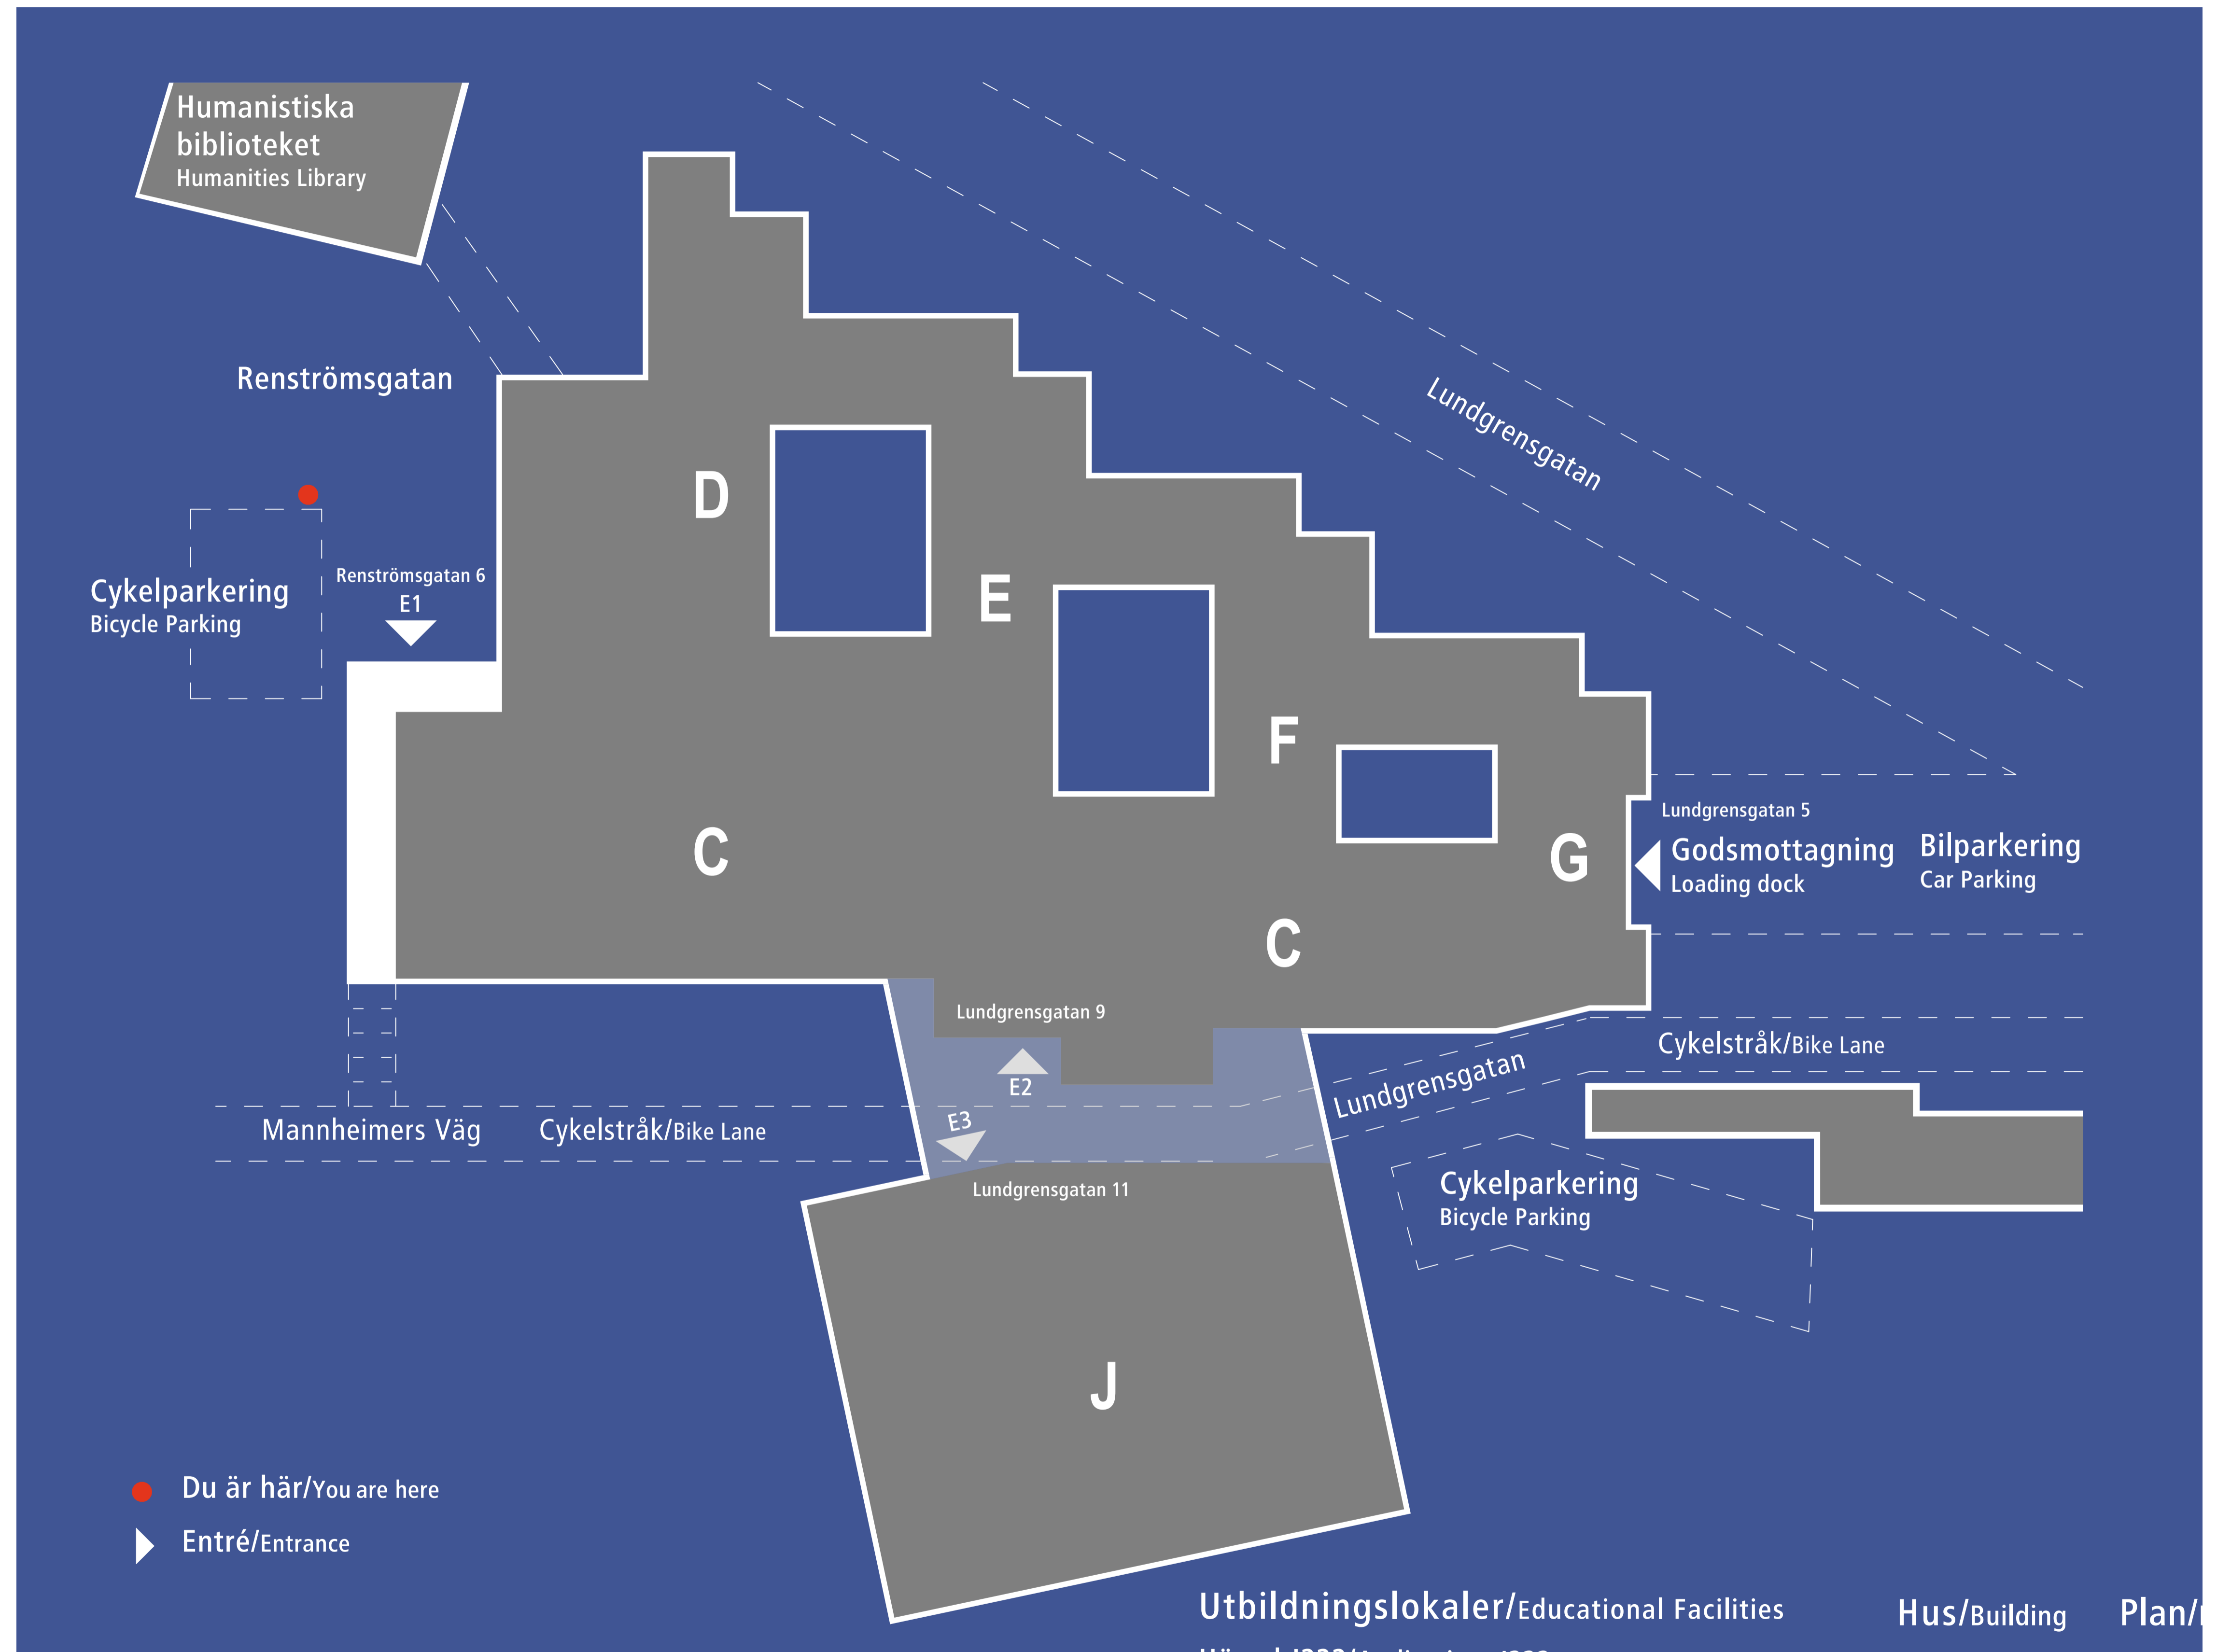 Humanistiska
biblioteket
Humanities Library
Renströmsgatan
Lundgrensgatan
D
Cykelparkering
Bicycle Parking
Renströmsgatan 6
E1
E
F
Lundgrensgatan 5
Godsmottagning
Loading dock
Bilparkering
Car Parking
C
G
C
Lundgrensgatan 9
E2
E3
Lundgrensgatan 11
Mannheimers Väg
Cykelstråk/Bike Lane
Lundgrensgatan
Cykelstråk/Bike Lane
Cykelparkering
Bicycle Parking
J
Du är här/You are here
Entré/Entrance
Utbildningslokaler/Educational Facilities
Hus/Building
Plan/